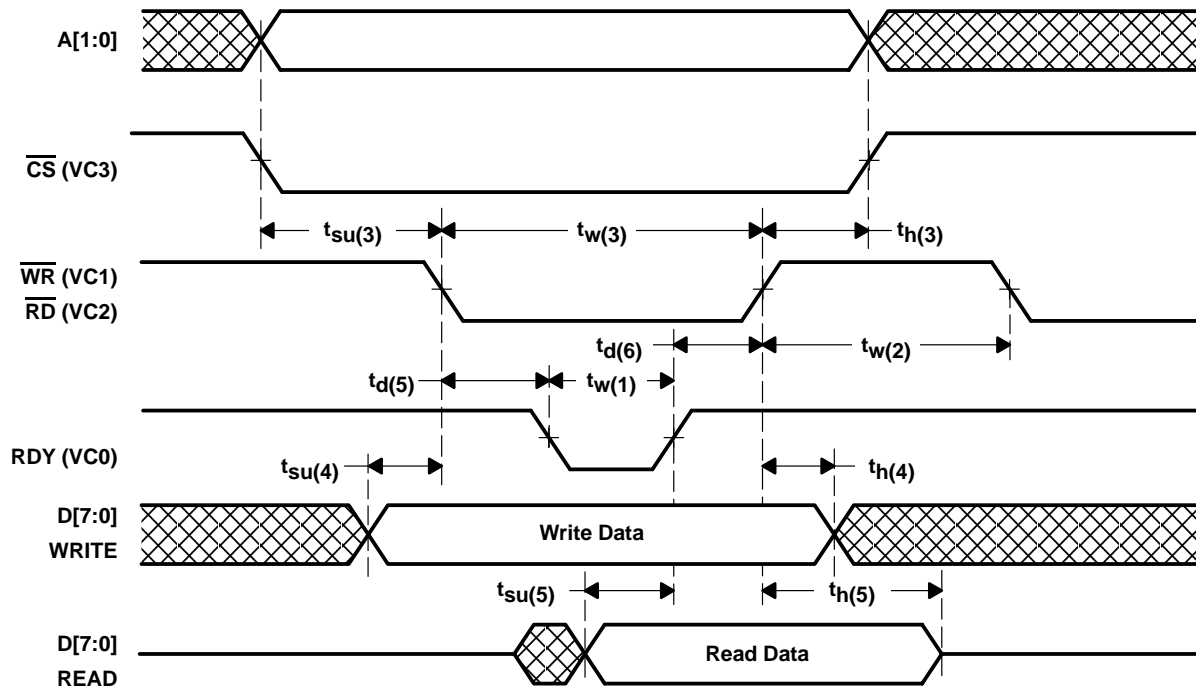 A[1:0]
CS (VC3)
tsu(3) tw(3) th(3)
WR (VC1)
RD (VC2)
td(6) tw(2)
td(5) tw(1)
RDY (VC0)
tsu(4) th(4)
D[7:0]
WRITE
Write Data
tsu(5) th(5)
D[7:0]
READ
Read Data